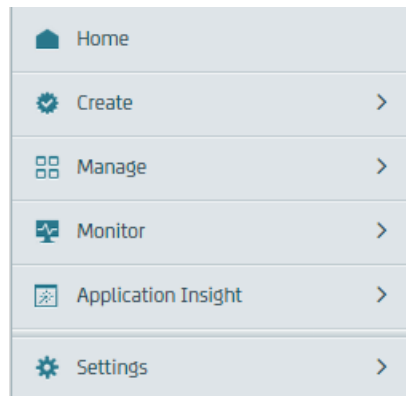 Home
Create
Manage
Monitor
Application Insight
Settings